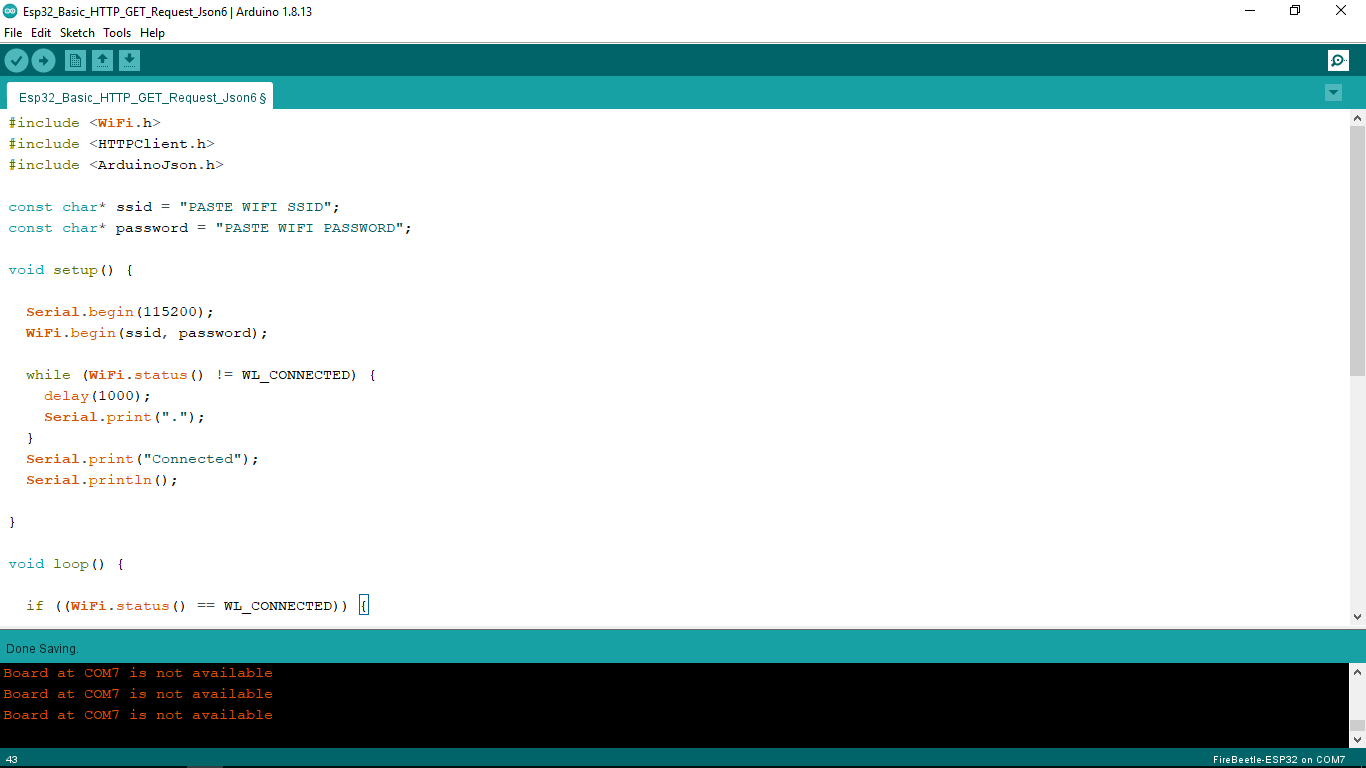 Esp32_Basic_HTTP_GET_Request_Json6 | Arduino 1.8.13
File Edit Sketch Tools Help
Esp32_Basic_HTTP_GET_Request_Json6 §
#include <WiFi.h>
#include <HTTPClient.h>
#include <ArduinoJson.h>
const char* ssid = "PASTE WIFI SSID";
const char* password = "PASTE WIFI PASSWORD";
void setup() {
Serial.begin(115200);
WiFi.begin(ssid, password);
while (WiFi.status() != WL_CONNECTED) {
delay(1000);
Serial.print(".");
}
Serial.print("Connected");
Serial.println();
}
void loop() {
if ((WiFi.status() == WL_CONNECTED)) {
Done Saving.
Board at COM7 is not available
Board at COM7 is not available
Board at COM7 is not available
43 FireBeetle-ESP32 on COM7